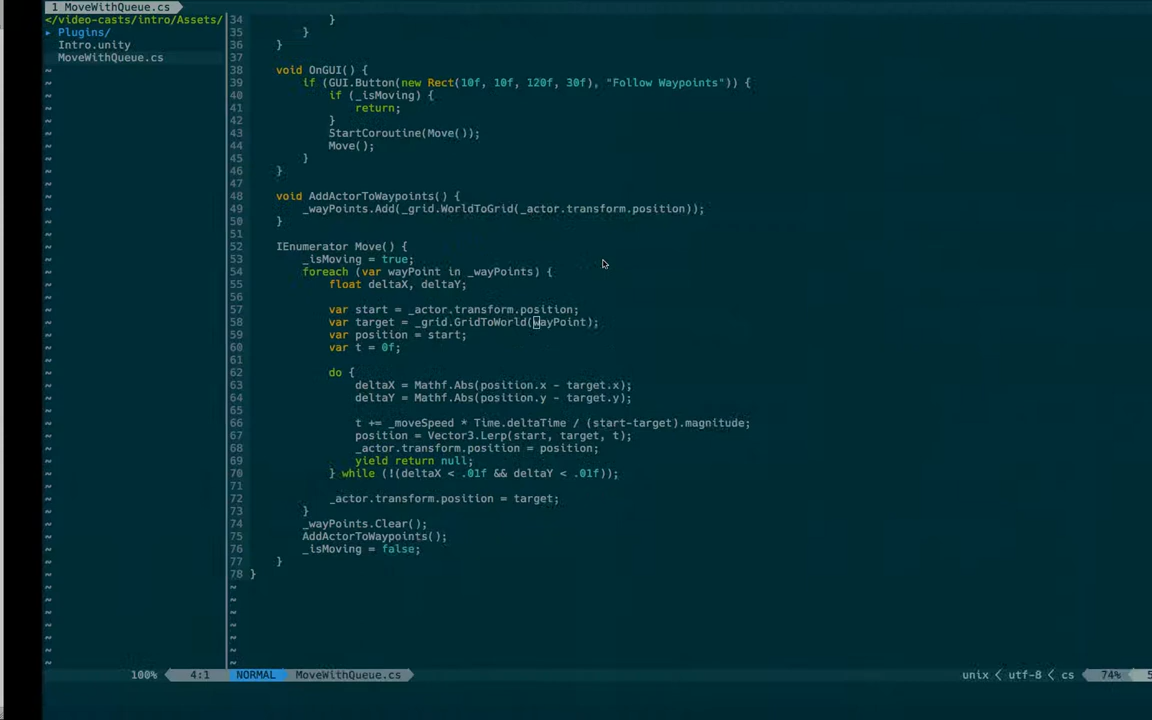 1 MoveWithQueue.cs
</video-casts/intro/Assets/
▸ Plugins/
Intro.unity
MoveWithQueue.cs
34 }
35 }
36 }
37
38 void OnGUI() {
39 if (GUI.Button(new Rect(10f, 10f, 120f, 30f), "Follow Waypoints")) {
40 if (_isMoving) {
41 return;
42 }
43 StartCoroutine(Move());
44 Move();
45 }
46 }
47
48 void AddActorToWaypoints() {
49 _wayPoints.Add(_grid.WorldToGrid(_actor.transform.position));
50 }
51
52 IEnumerator Move() {
53 _isMoving = true;
54 foreach (var wayPoint in _wayPoints) {
55 float deltaX, deltaY;
56
57 var start = _actor.transform.position;
58 var target = _grid.GridToWorld(wayPoint);
59 var position = start;
60 var t = 0f;
61
62 do {
63 deltaX = Mathf.Abs(position.x - target.x);
64 deltaY = Mathf.Abs(position.y - target.y);
65
66 t += _moveSpeed * Time.deltaTime / (start-target).magnitude;
67 position = Vector3.Lerp(start, target, t);
68 _actor.transform.position = position;
69 yield return null;
70 } while (!(deltaX < .01f && deltaY < .01f));
71
72 _actor.transform.position = target;
73 }
74 _wayPoints.Clear();
75 AddActorToWaypoints();
76 _isMoving = false;
77 }
78 }
100% 4:1 NORMAL MoveWithQueue.cs unix < utf-8 < cs 74% 5